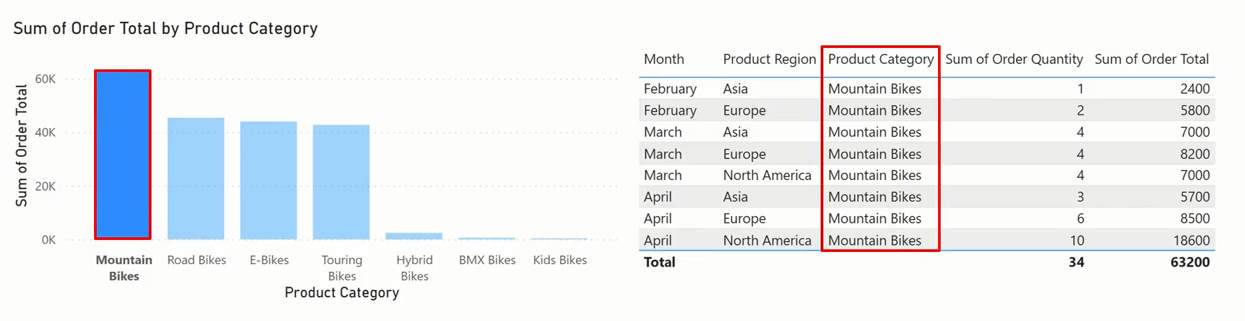 Sum of Order Total by Product Category
Sum of Order Total
60K
40K
20K
0K
Mountain Bikes
Road Bikes
E-Bikes
Touring Bikes
Hybrid Bikes
BMX Bikes
Kids Bikes
Product Category
Month Product Region Product Category Sum of Order Quantity Sum of Order Total
February Asia Mountain Bikes 1 2400
February Europe Mountain Bikes 2 5800
March Asia Mountain Bikes 4 7000
March Europe Mountain Bikes 4 8200
March North America Mountain Bikes 4 7000
April Asia Mountain Bikes 3 5700
April Europe Mountain Bikes 6 8500
April North America Mountain Bikes 10 18600
Total 34 63200